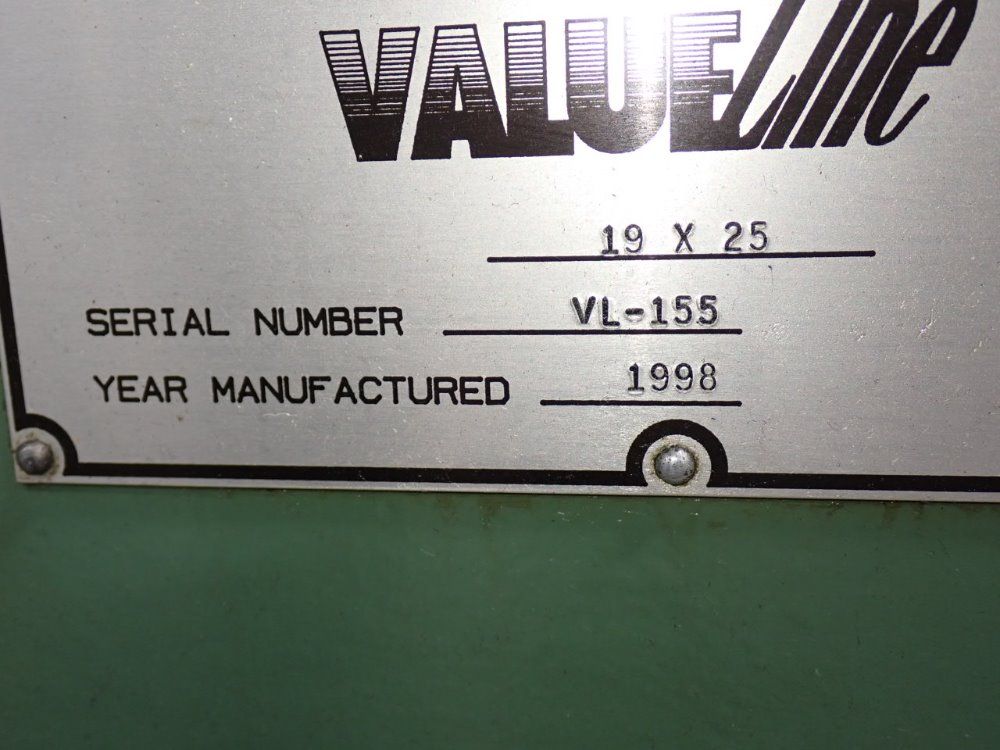 VALUELine
19 X 25
SERIAL NUMBER VL-155
YEAR MANUFACTURED 1998